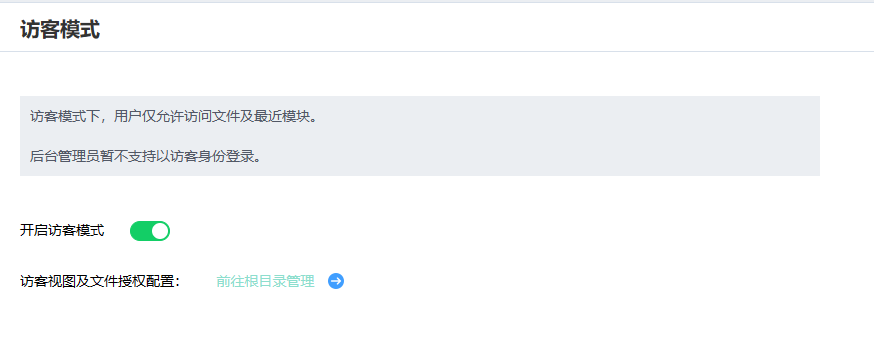 访客模式
访客模式下，用户仅允许访问文件及最近模块。
后台管理员暂不支持以访客身份登录。
开启访客模式
访客视图及文件授权配置： 前往根目录管理